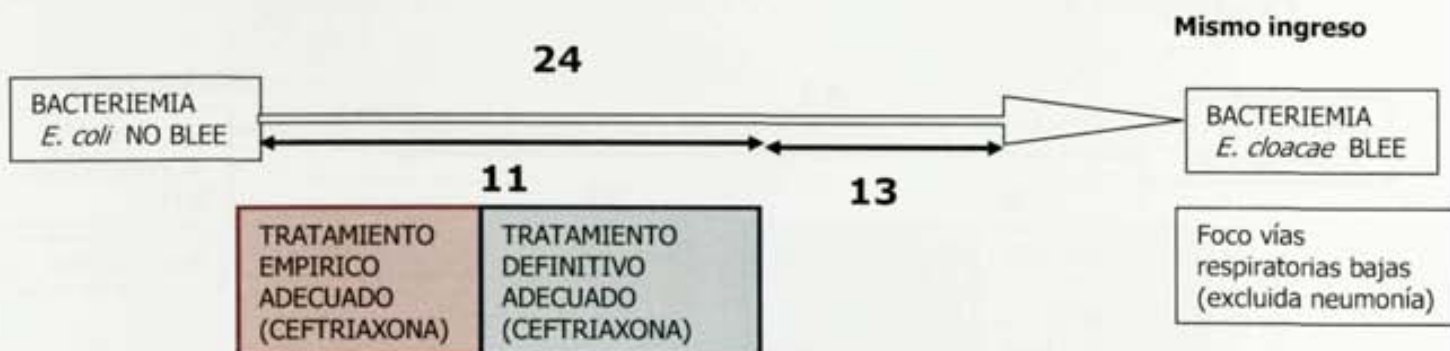 Mismo ingreso
24
BACTERIEMIA
E. coli NO BLEE
BACTERIEMIA
E. cloacae BLEE
11
13
TRATAMIENTO
EMPIRICO
ADECUADO
(CEFTRIAXONA)
TRATAMIENTO
DEFINITIVO
ADECUADO
(CEFTRIAXONA)
Foco vías
respiratorias bajas
(excluida neumonía)